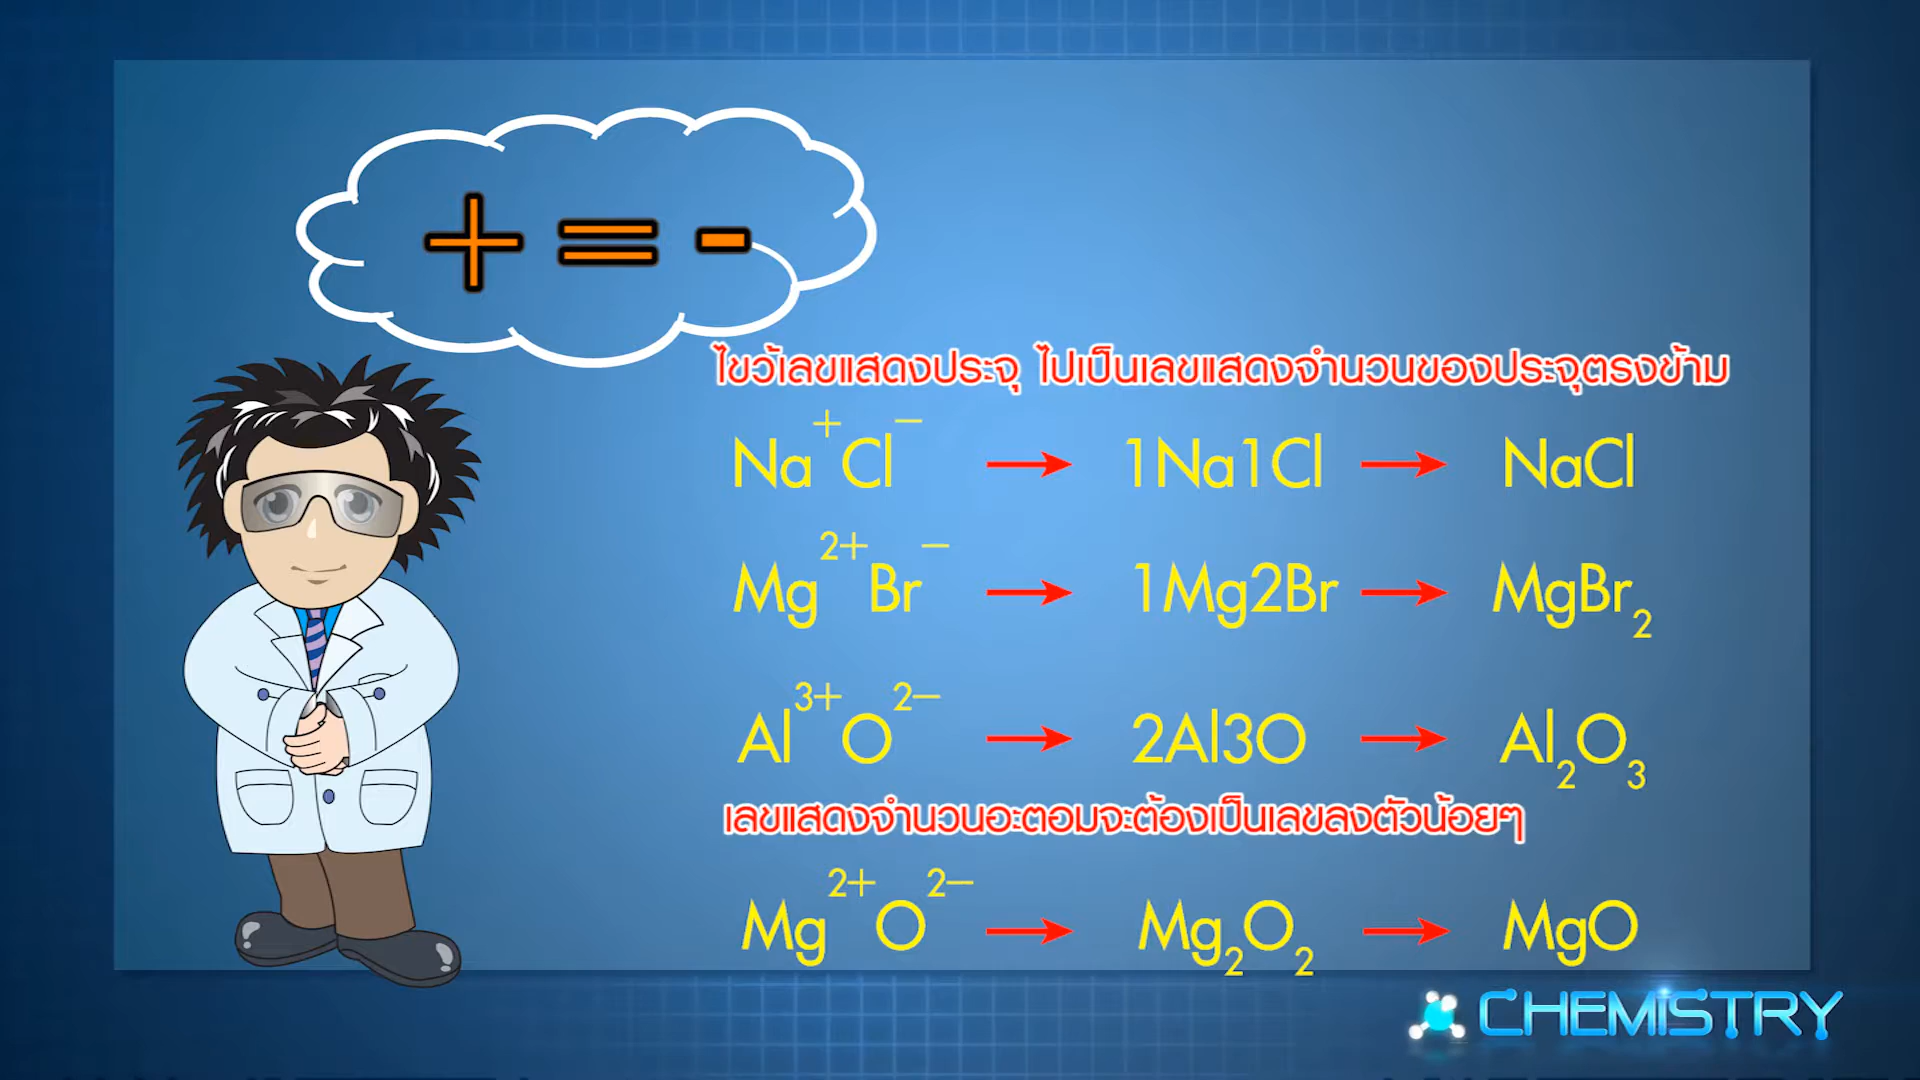 + = -
ไขว้เลขแสดงประจุ ไปเป็นเลขแสดงจำนวนของประจุตรงข้าม
Na⁺Cl⁻ → 1Na1Cl → NaCl
Mg²⁺Br⁻ → 1Mg2Br → MgBr₂
Al³⁺O²⁻ → 2Al3O → Al₂O₃
เลขแสดงจำนวนอะตอมจะต้องเป็นเลขลงตัวน้อยๆ
Mg²⁺O²⁻ → Mg₂O₂ → MgO
CHEMISTRY